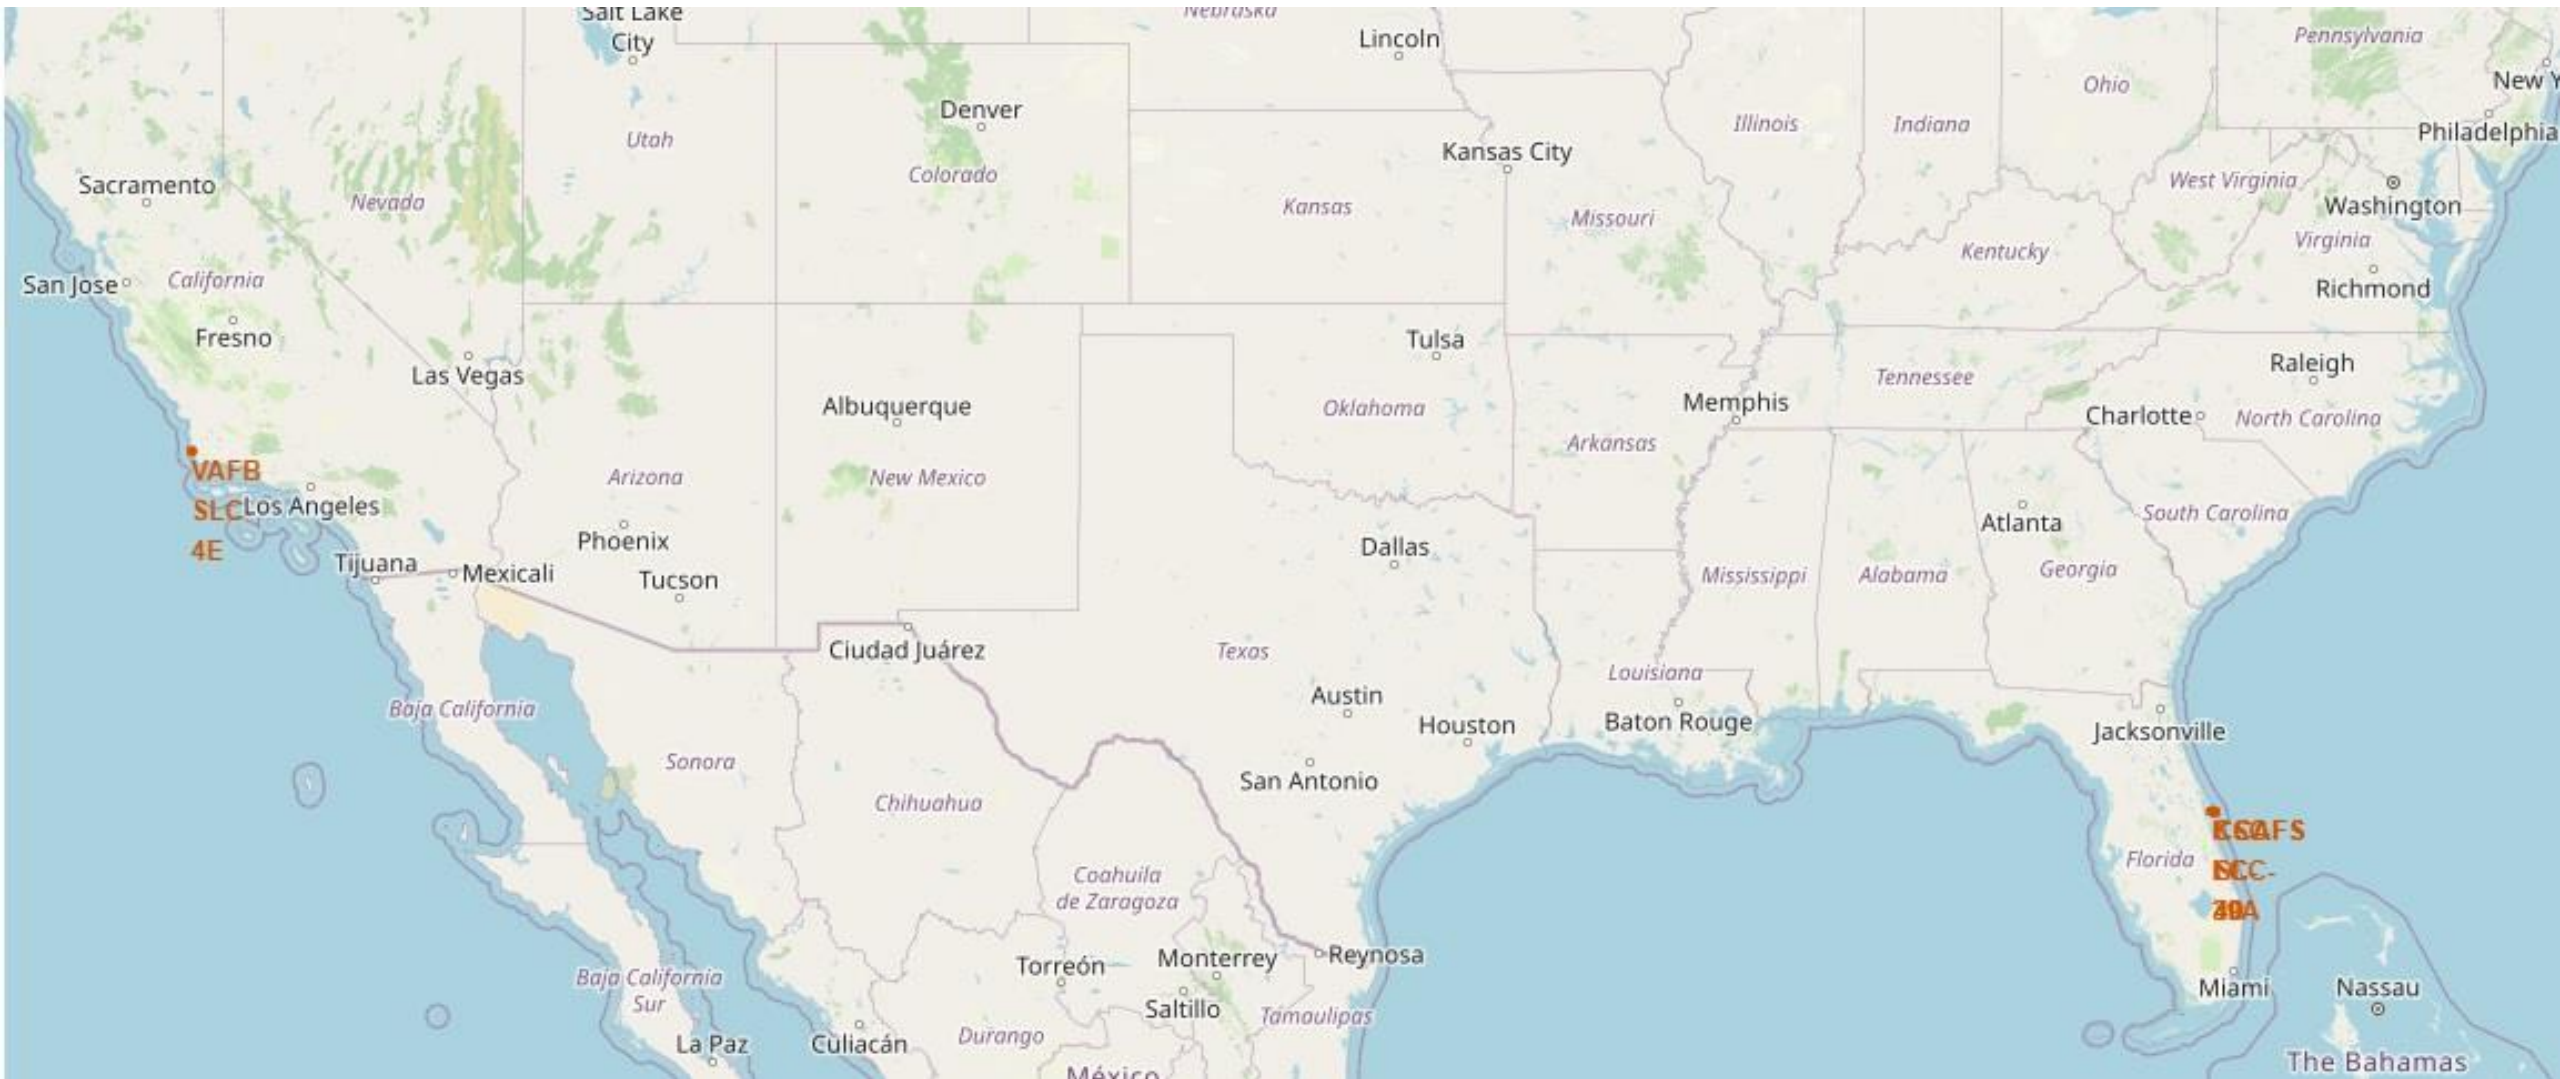 Salt Lake
City
Nebraska
Lincoln
Pennsylvania
Ohio
New Y
Denver
Utah
Illinois
Indiana
Philadelphia
Kansas City
Colorado
Sacramento
West Virginia
Nevada
Kansas
Missouri
Washington
Virginia
Kentucky
California
San Jose
Richmond
Fresno
Tulsa
Las Vegas
Raleigh
Tennessee
Albuquerque
Oklahoma
Memphis
Charlotte
North Carolina
Arkansas
VAFB
SLC
4E
Arizona
New Mexico
Los Angeles
South Carolina
Atlanta
Phoenix
Dallas
Tijuana
Mexicali
Tucson
Mississippi
Alabama
Georgia
Ciudad Juárez
Texas
Louisiana
Austin
Baja California
Houston
Baton Rouge
Jacksonville
Sonora
San Antonio
Chihuahua
Florida
Coahuila
de Zaragoza
Torreón
Monterrey
Reynosa
Baja California
Sur
Saltillo
Tamaulipas
Miami
Nassau
Durango
La Paz
Culiacán
The Bahamas
México